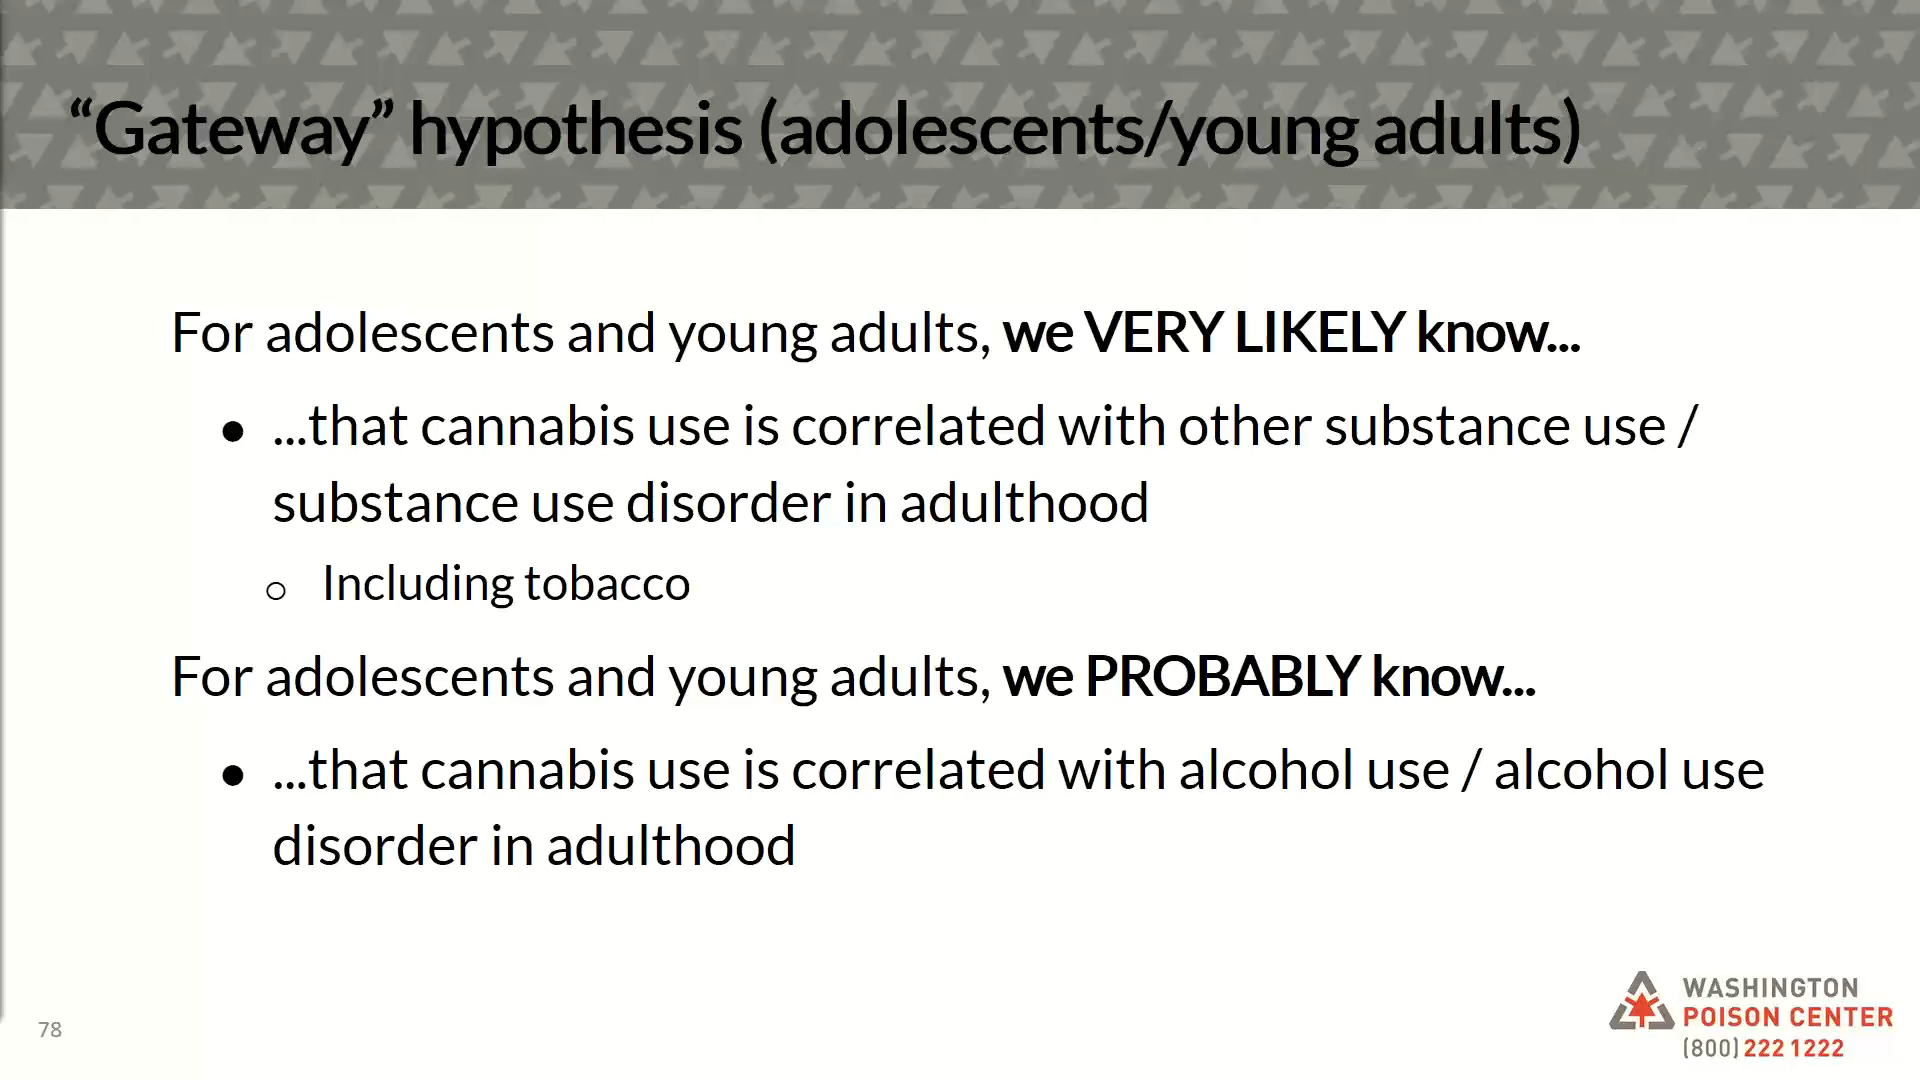 “Gateway” hypothesis (adolescents/young adults)
For adolescents and young adults, we VERY LIKELY know...
● ...that cannabis use is correlated with other substance use /
substance use disorder in adulthood
○ Including tobacco
For adolescents and young adults, we PROBABLY know...
● ...that cannabis use is correlated with alcohol use / alcohol use
disorder in adulthood
78
WASHINGTON
POISON CENTER
(800) 222 1222